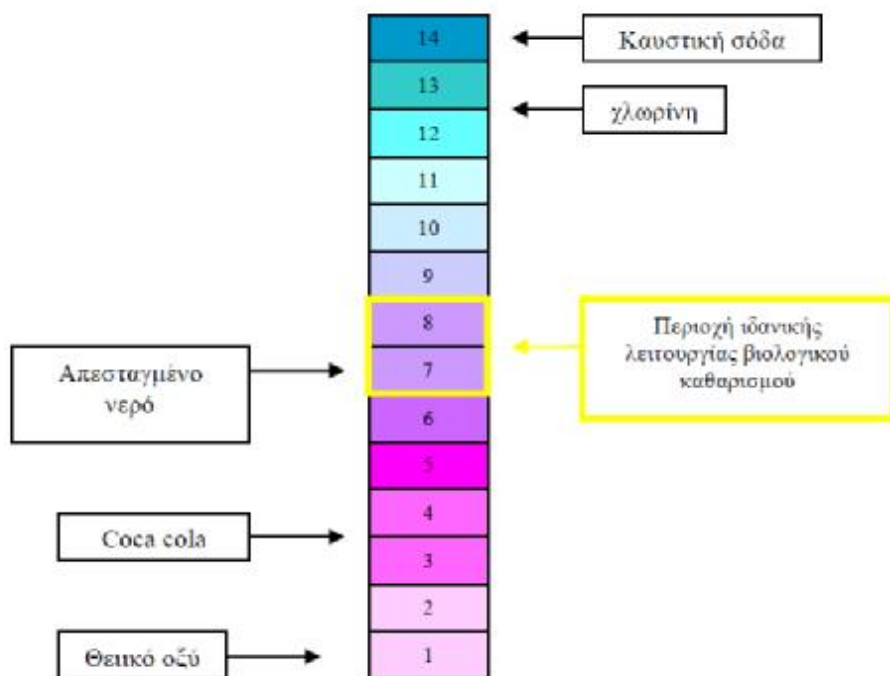 14
Καυστική σόδα
13
χλωρίνη
12
11
10
9
8
Περιοχή ιδανικής
λειτουργίας βιολογικού
καθαρισμού
Απεσταγμένο
νερό
7
6
5
4
Coca cola
3
2
Θειικό οξύ
1